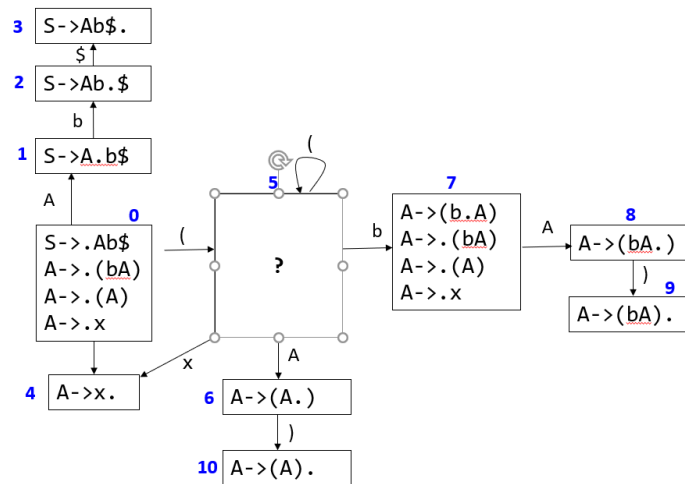 3 S->Ab$.
$
2 S->Ab.$
b
1 S->A.b$
A
0
S->.Ab$
A->.(bA)
A->.(A)
A->.x
(
4 A->x.
x
5
(
?
A
6 A->(A.)
)
10 A->(A).
b
7
A->(b.A)
A->.(bA)
A->.(A)
A->.x
A
8
A->(bA.)
)
9
A->(bA).